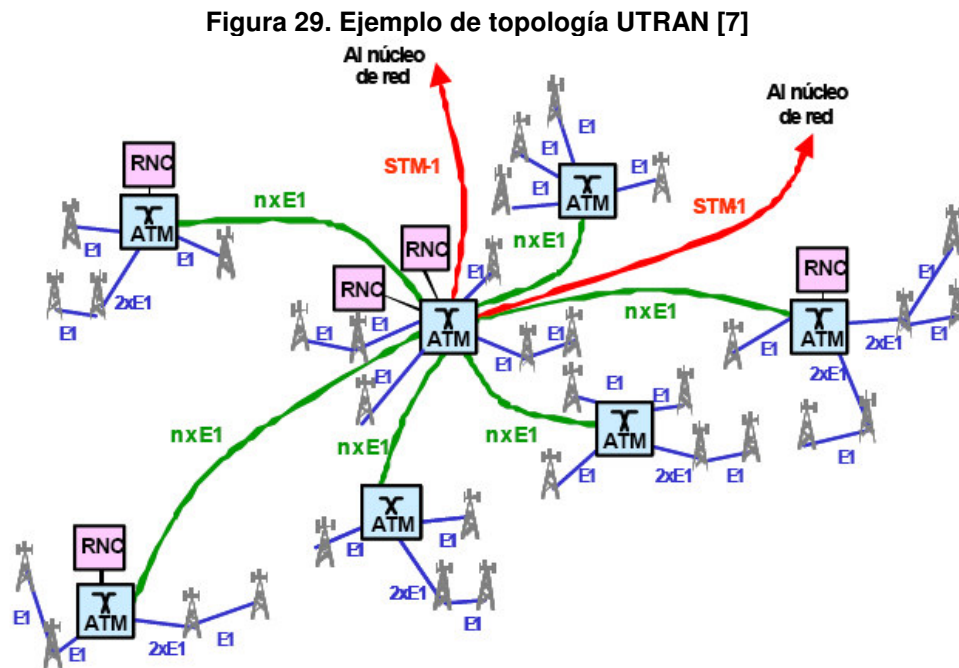 Figura 29. Ejemplo de topología UTRAN [7]
Al núcleo
de red
Al núcleo
de red
STM-1
STM-1
E1
E1
E1
E1
E1
ATM
nxE1
RNC
ATM
nxE1
E1
E1
2xE1
E1
RNC
RNC
ATM
E1
E1
E1
E1
E1
E1
nxE1
RNC
ATM
E1
2xE1
E1
E1
2xE1
E1
nxE1
ATM
E1
E1
E1
2xE1
E1
nxE1
ATM
E1
E1
2xE1
E1
nxE1
RNC
ATM
E1
E1
2xE1
E1